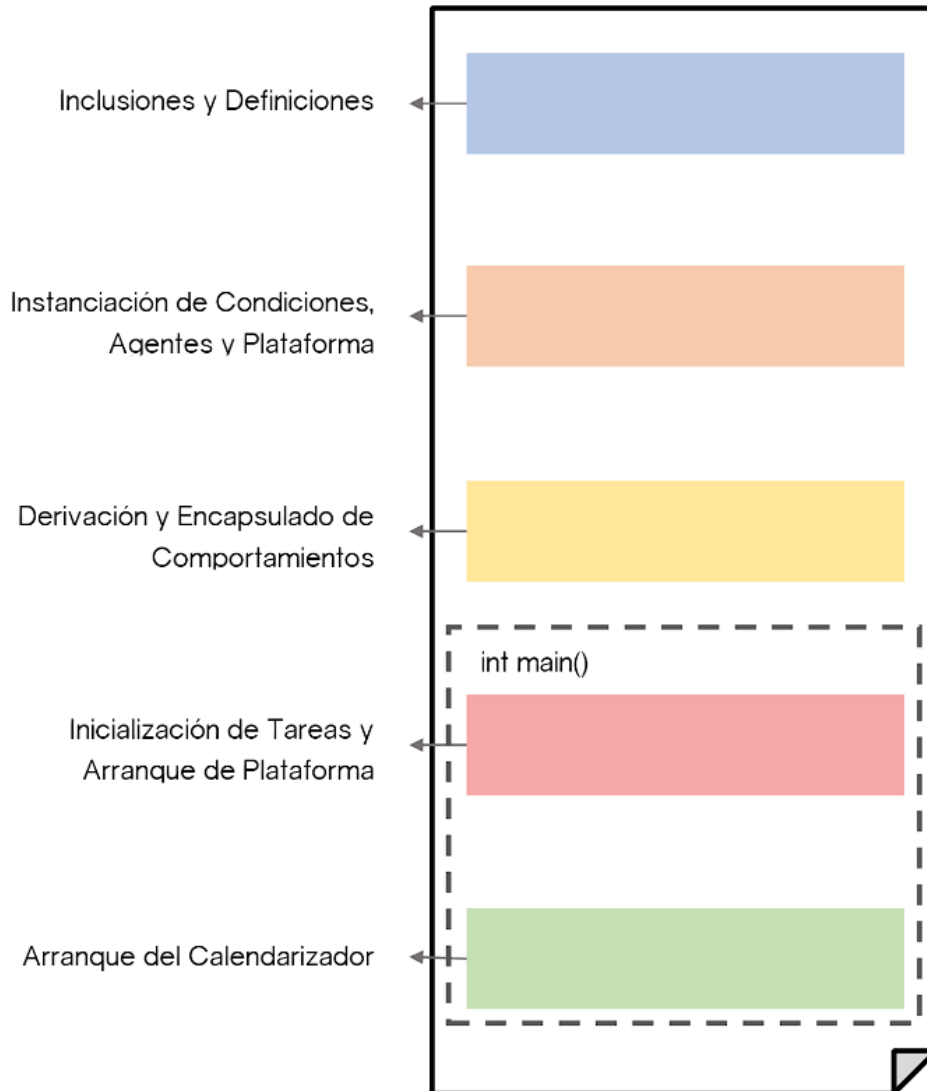 Inclusiones y Definiciones
Instanciación de Condiciones,
Agentes y Plataforma
Derivación y Encapsulado de
Comportamientos
int main()
Inicialización de Tareas y
Arranque de Plataforma
Arranque del Calendarizador